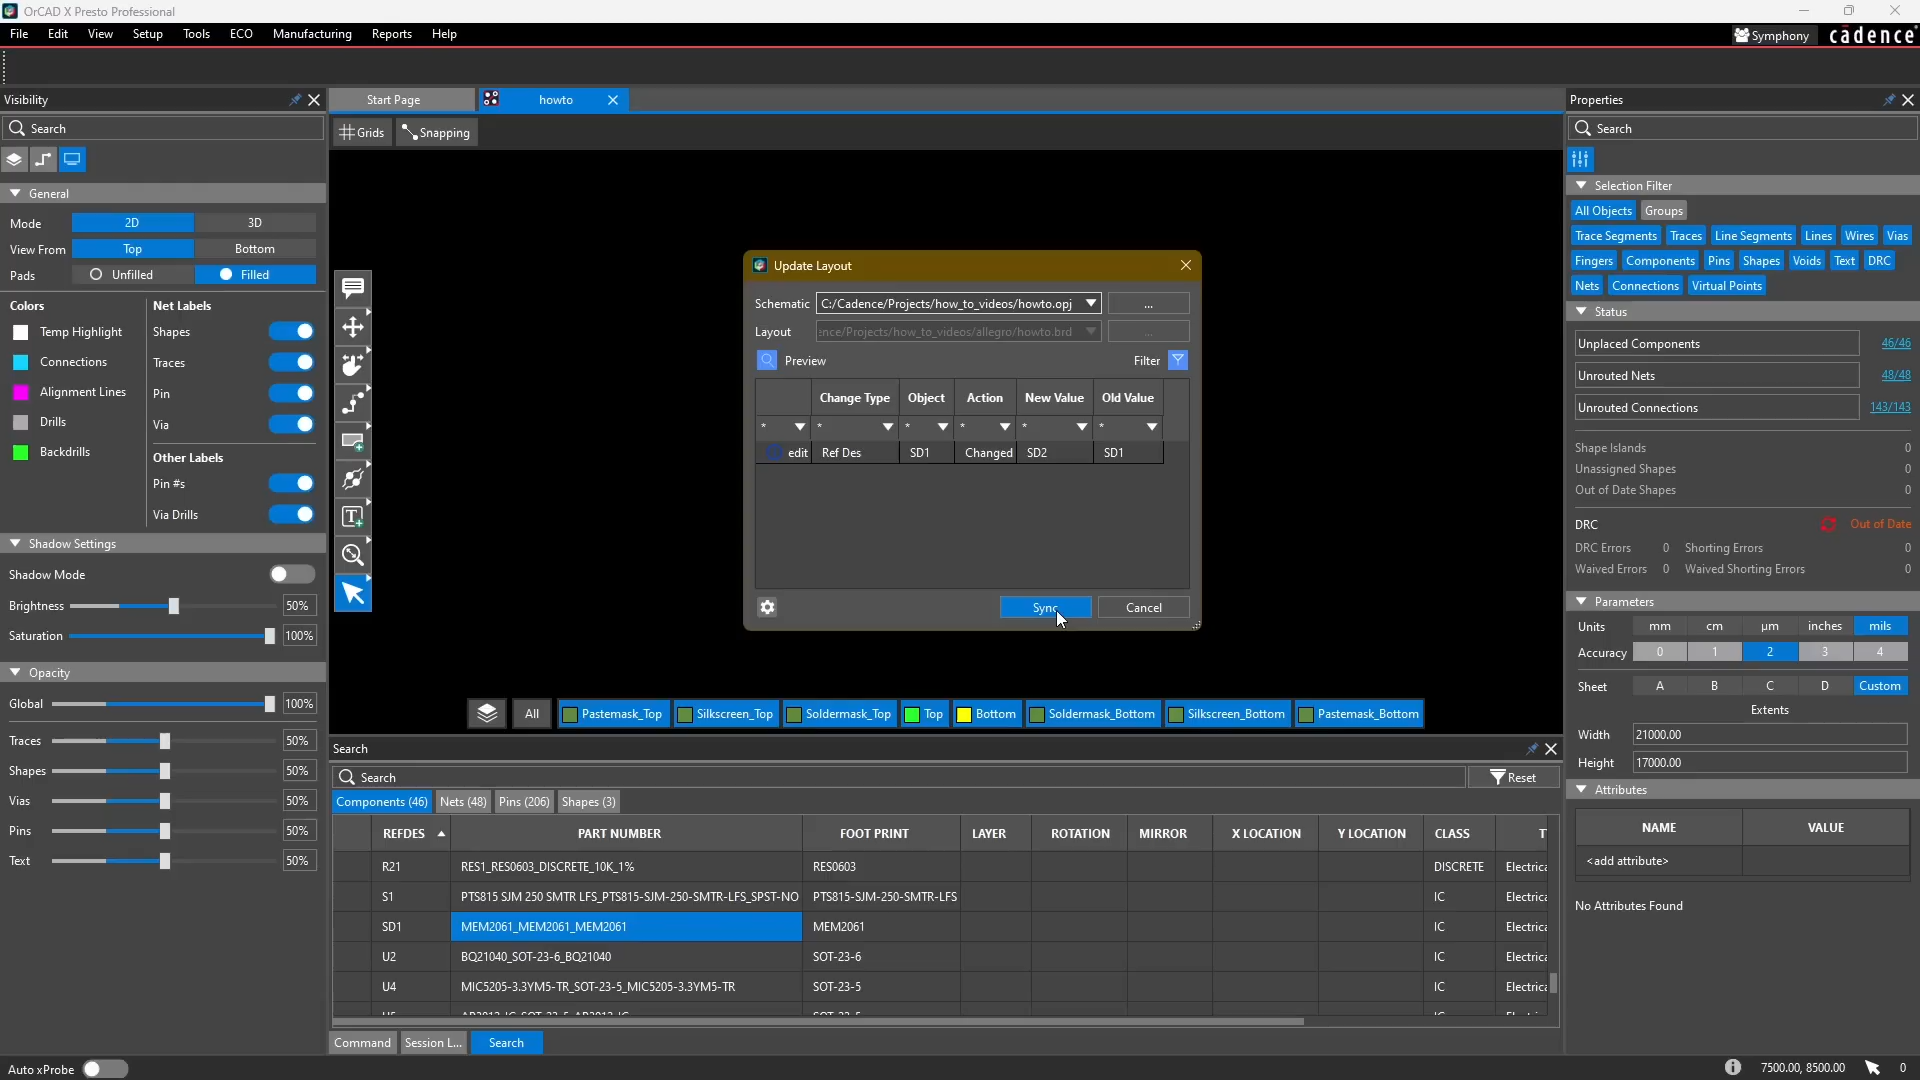 OrCAD X Presto Professional
File Edit View Setup Tools ECO Manufacturing Reports Help
Symphony cādence
Visibility
Search
General
Mode 2D 3D
View From Top Bottom
Pads Unfilled Filled
Colors
Temp Highlight
Connections
Alignment Lines
Drills
Backdrills
Net Labels
Shapes
Traces
Pin
Via
Other Labels
Pin #s
Via Drills
Shadow Settings
Shadow Mode
Brightness 50%
Saturation 100%
Opacity
Global 100%
Traces 50%
Shapes 50%
Vias 50%
Pins 50%
Text 50%
Auto xProbe
Start Page howto
Grids Snapping
Update Layout
Schematic C:/Cadence/Projects/how_to_videos/howto.opj ...
Layout ence/Projects/how_to_videos/allegro/howto.brd ...
Preview Filter
Change Type Object Action New Value Old Value
* * * * * *
edit Ref Des SD1 Changed SD2 SD1
Sync Cancel
All Pastemask_Top Silkscreen_Top Soldermask_Top Top Bottom Soldermask_Bottom Silkscreen_Bottom Pastemask_Bottom
Search
Search Reset
Components (46) Nets (48) Pins (206) Shapes (3)
REFDES PART NUMBER FOOT PRINT LAYER ROTATION MIRROR X LOCATION Y LOCATION CLASS T
R21 RES1_RES0603_DISCRETE_10K_1% RES0603 DISCRETE Electrica
S1 PTS815 SJM 250 SMTR LFS_PTS815-SJM-250-SMTR-LFS_SPST-NO PTS815-SJM-250-SMTR-LFS IC Electrica
SD1 MEM2061_MEM2061_MEM2061 MEM2061 IC Electrica
U2 BQ21040_SOT-23-6_BQ21040 SOT-23-6 IC Electrica
U4 MIC5205-3.3YM5-TR_SOT-23-5_MIC5205-3.3YM5-TR SOT-23-5 IC Electrica
Command Session L... Search
Properties
Search
Selection Filter
All Objects Groups
Trace Segments Traces Line Segments Lines Wires Vias
Fingers Components Pins Shapes Voids Text DRC
Nets Connections Virtual Points
Status
Unplaced Components 46/46
Unrouted Nets 48/48
Unrouted Connections 143/143
Shape Islands 0
Unassigned Shapes 0
Out of Date Shapes 0
DRC Out of Date
DRC Errors 0 Shorting Errors 0
Waived Errors 0 Waived Shorting Errors 0
Parameters
Units mm cm µm inches mils
Accuracy 0 1 2 3 4
Sheet A B C D Custom
Extents
Width 21000.00
Height 17000.00
Attributes
NAME VALUE
<add attribute>
No Attributes Found
7500.00, 8500.00 0